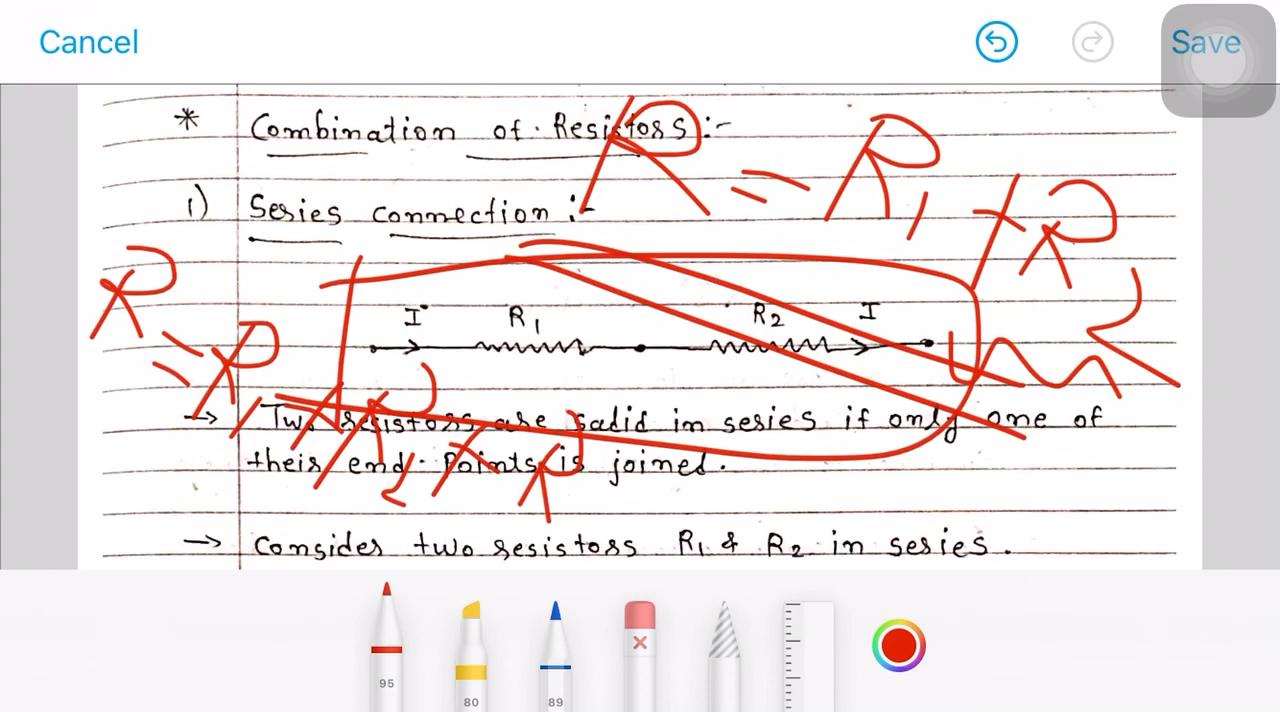 Cancel
Save
* Combination of Resistors :-
R = R1 + R2
i) Series connection :-
I R1 R2 I
R = R1 + R2 + R
→ Two resistors are said in series if only one of
their end points is joined.
→ Consider two resistors R1 & R2 in series.
95 80 89